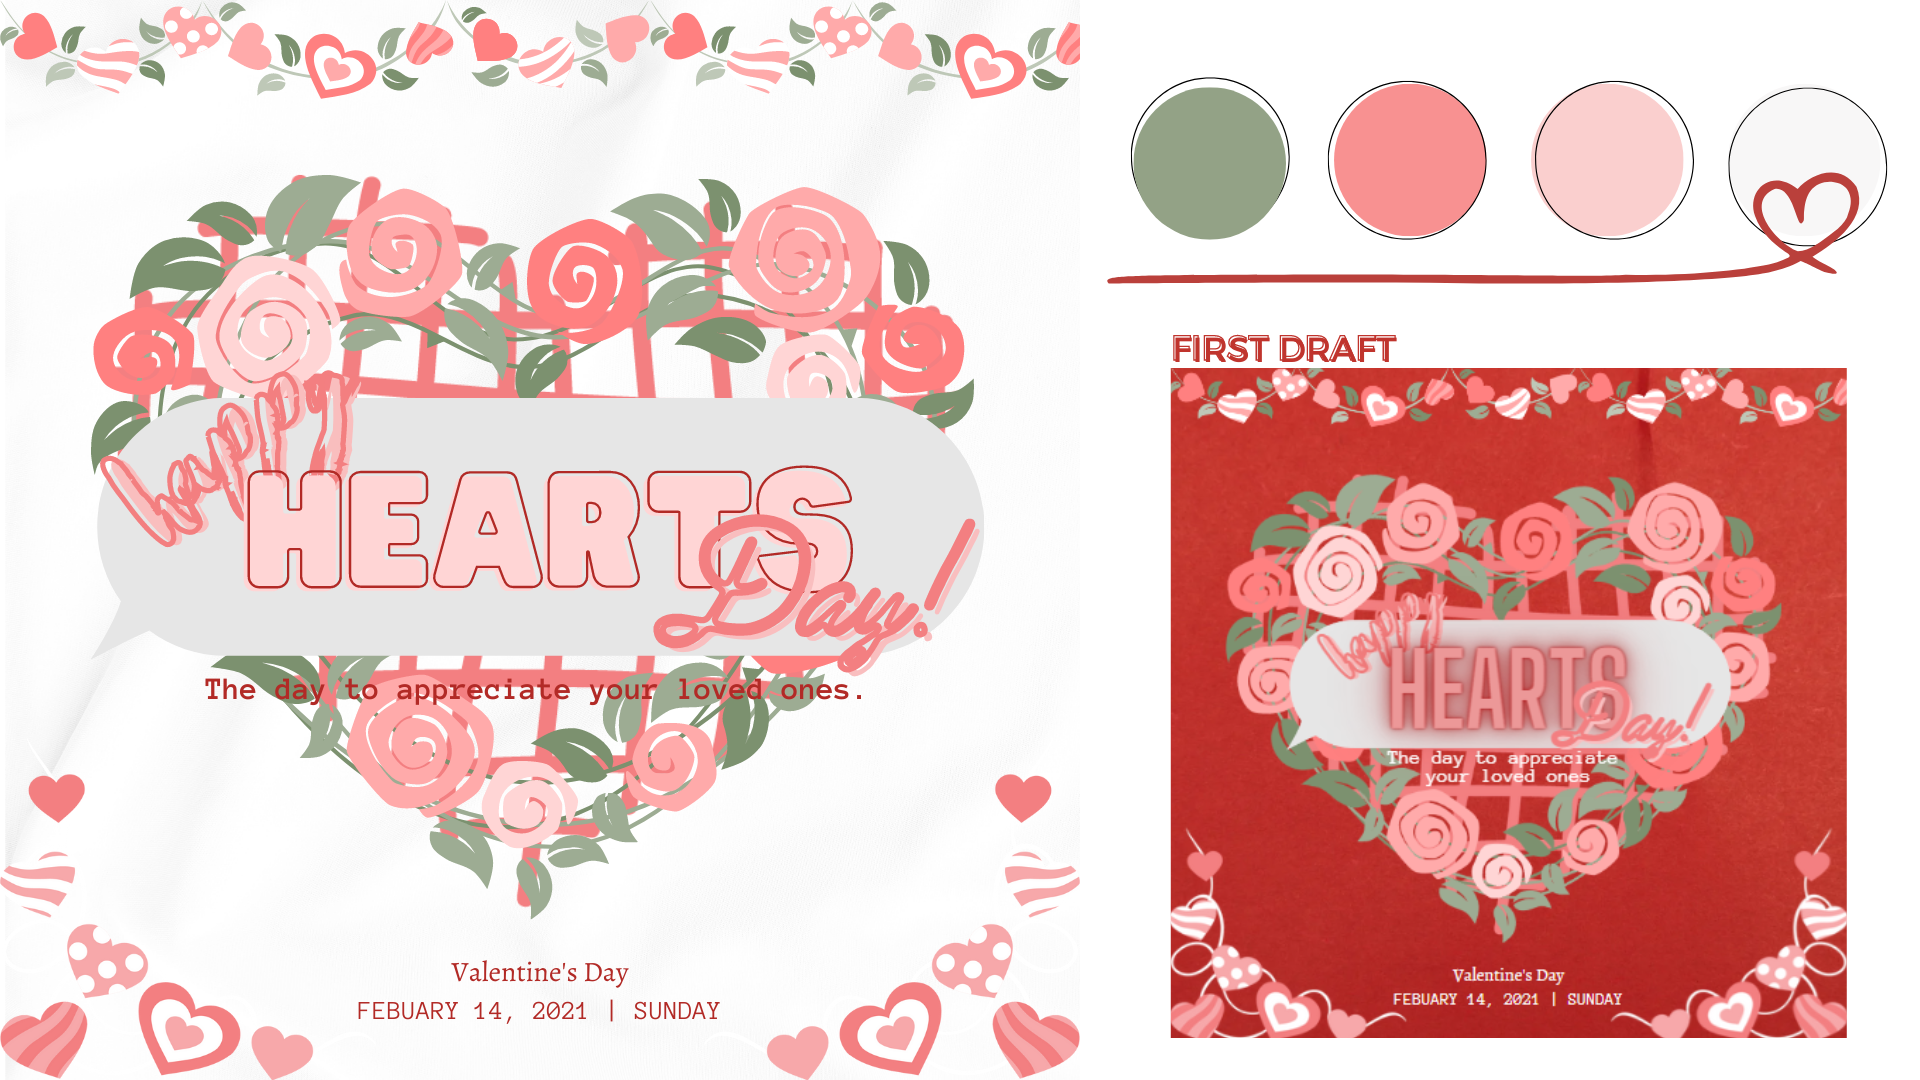 happy
HEARTS
Day!
The day to appreciate your loved ones.
Valentine's Day
FEBUARY 14, 2021 | SUNDAY
FIRST DRAFT
happy
HEARTS
Day!
The day to appreciate
your loved ones
Valentine's Day
FEBUARY 14, 2021 | SUNDAY